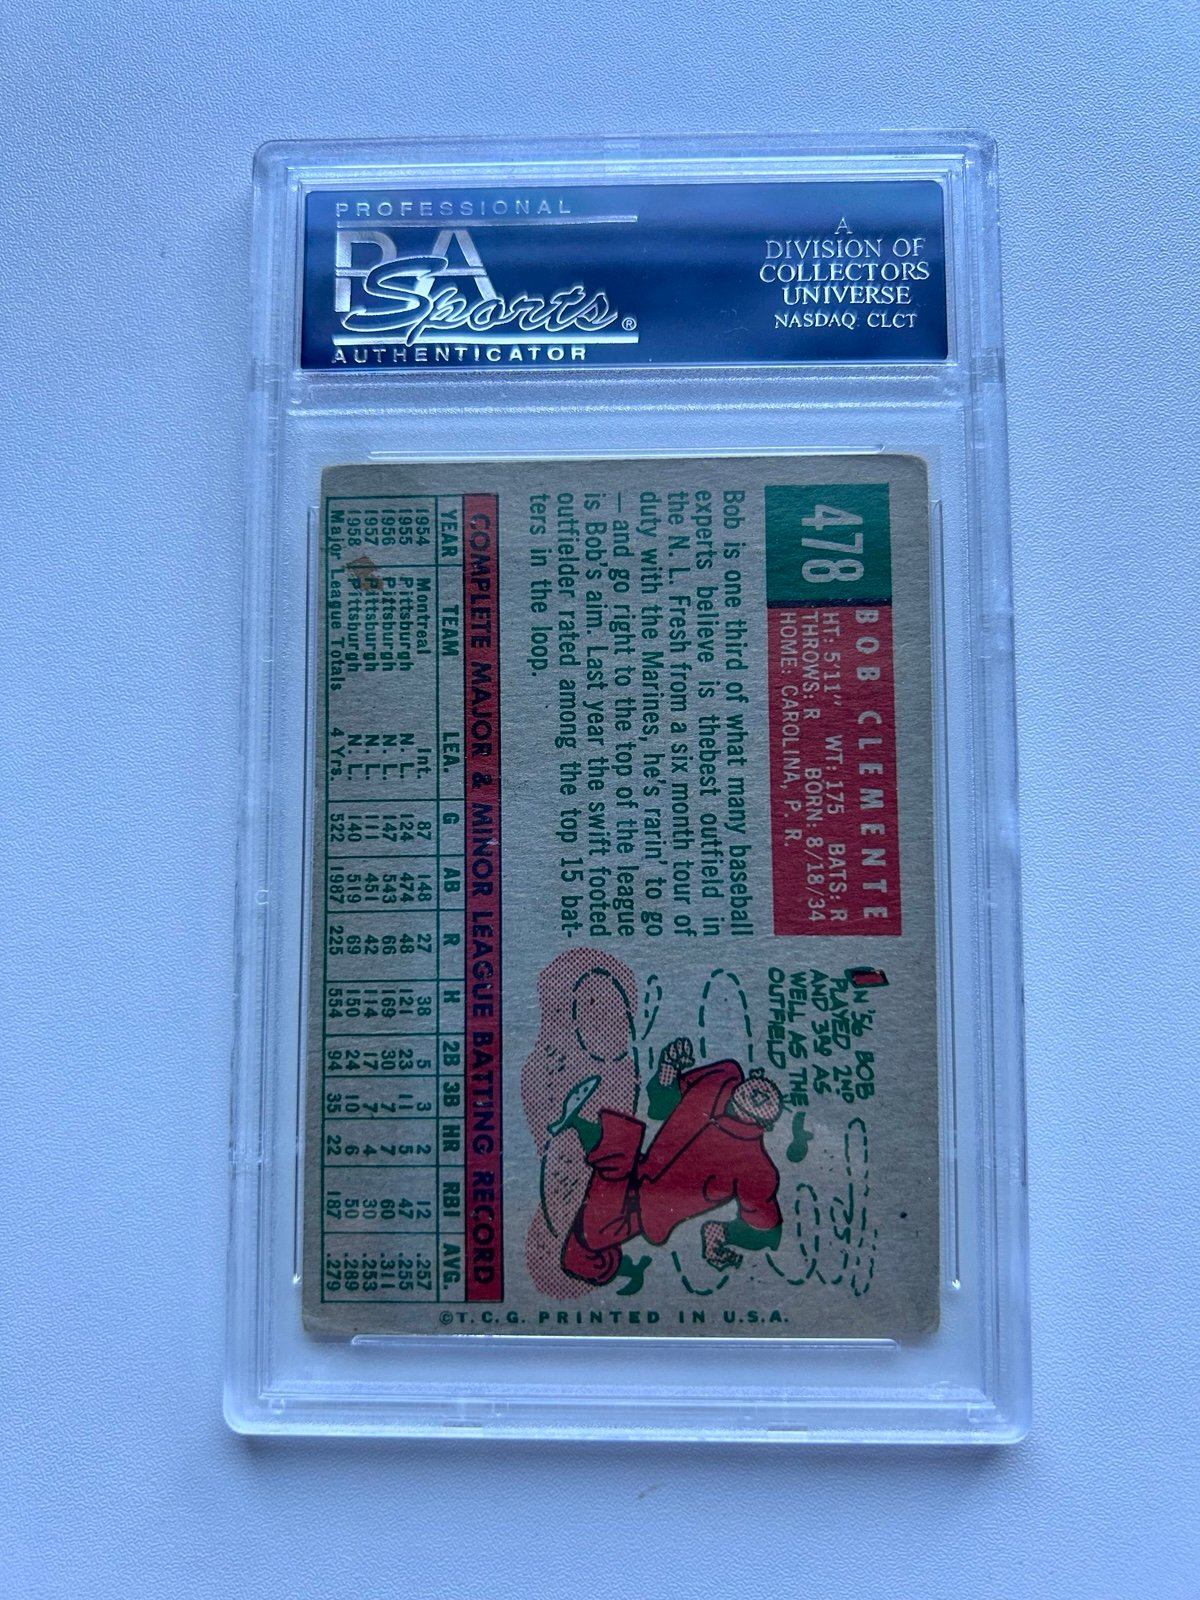 PROFESSIONAL
PSA
Sports®
AUTHENTICATOR
A
DIVISION OF
COLLECTORS
UNIVERSE
NASDAQ: CLCT
478
BOB CLEMENTE
HT: 5'11" WT: 175 BATS: R
THROWS: R BORN: 8/18/34
HOME: CAROLINA, P. R.
Bob is one third of what many baseball
experts believe is thebest outfield in
the N. L. Fresh from a six month tour of
duty with the Marines, he's rarin' to go
—and go right to the top of the league
is Bob's aim. Last year the swift footed
outfielder rated among the top 15 bat-
ters in the loop.
IN '56 BOB
PLAYED 2ND
AND 3RD AS
WELL AS THE
OUTFIELD
COMPLETE MAJOR & MINOR LEAGUE BATTING RECORD
YEAR TEAM LEA. G AB R H 2B 3B HR RBI AVG.
1954 Montreal Int. 87 148 27 38 5 3 2 12 .257
1955 Pittsburgh N. L. 124 474 48 121 23 11 5 47 .255
1956 Pittsburgh N. L. 147 543 66 169 30 7 7 60 .311
1957 Pittsburgh N. L. 111 451 42 114 17 7 4 30 .253
1958 Pittsburgh N. L. 140 519 69 150 24 10 6 50 .289
Major League Totals 4 Yrs. 522 1987 225 554 94 35 22 187 .279
©T.C.G. PRINTED IN U.S.A.